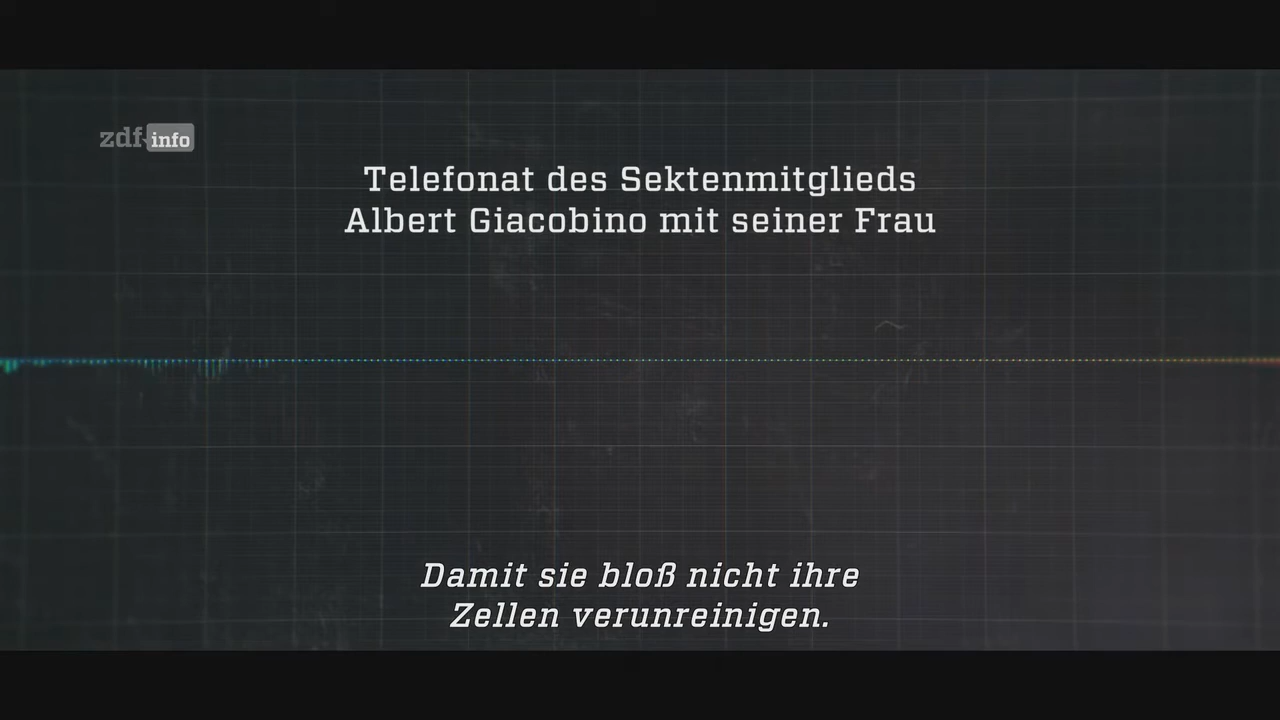 zdf info
Telefonat des Sektenmitglieds
Albert Giacobino mit seiner Frau
Damit sie bloß nicht ihre
Zellen verunreinigen.